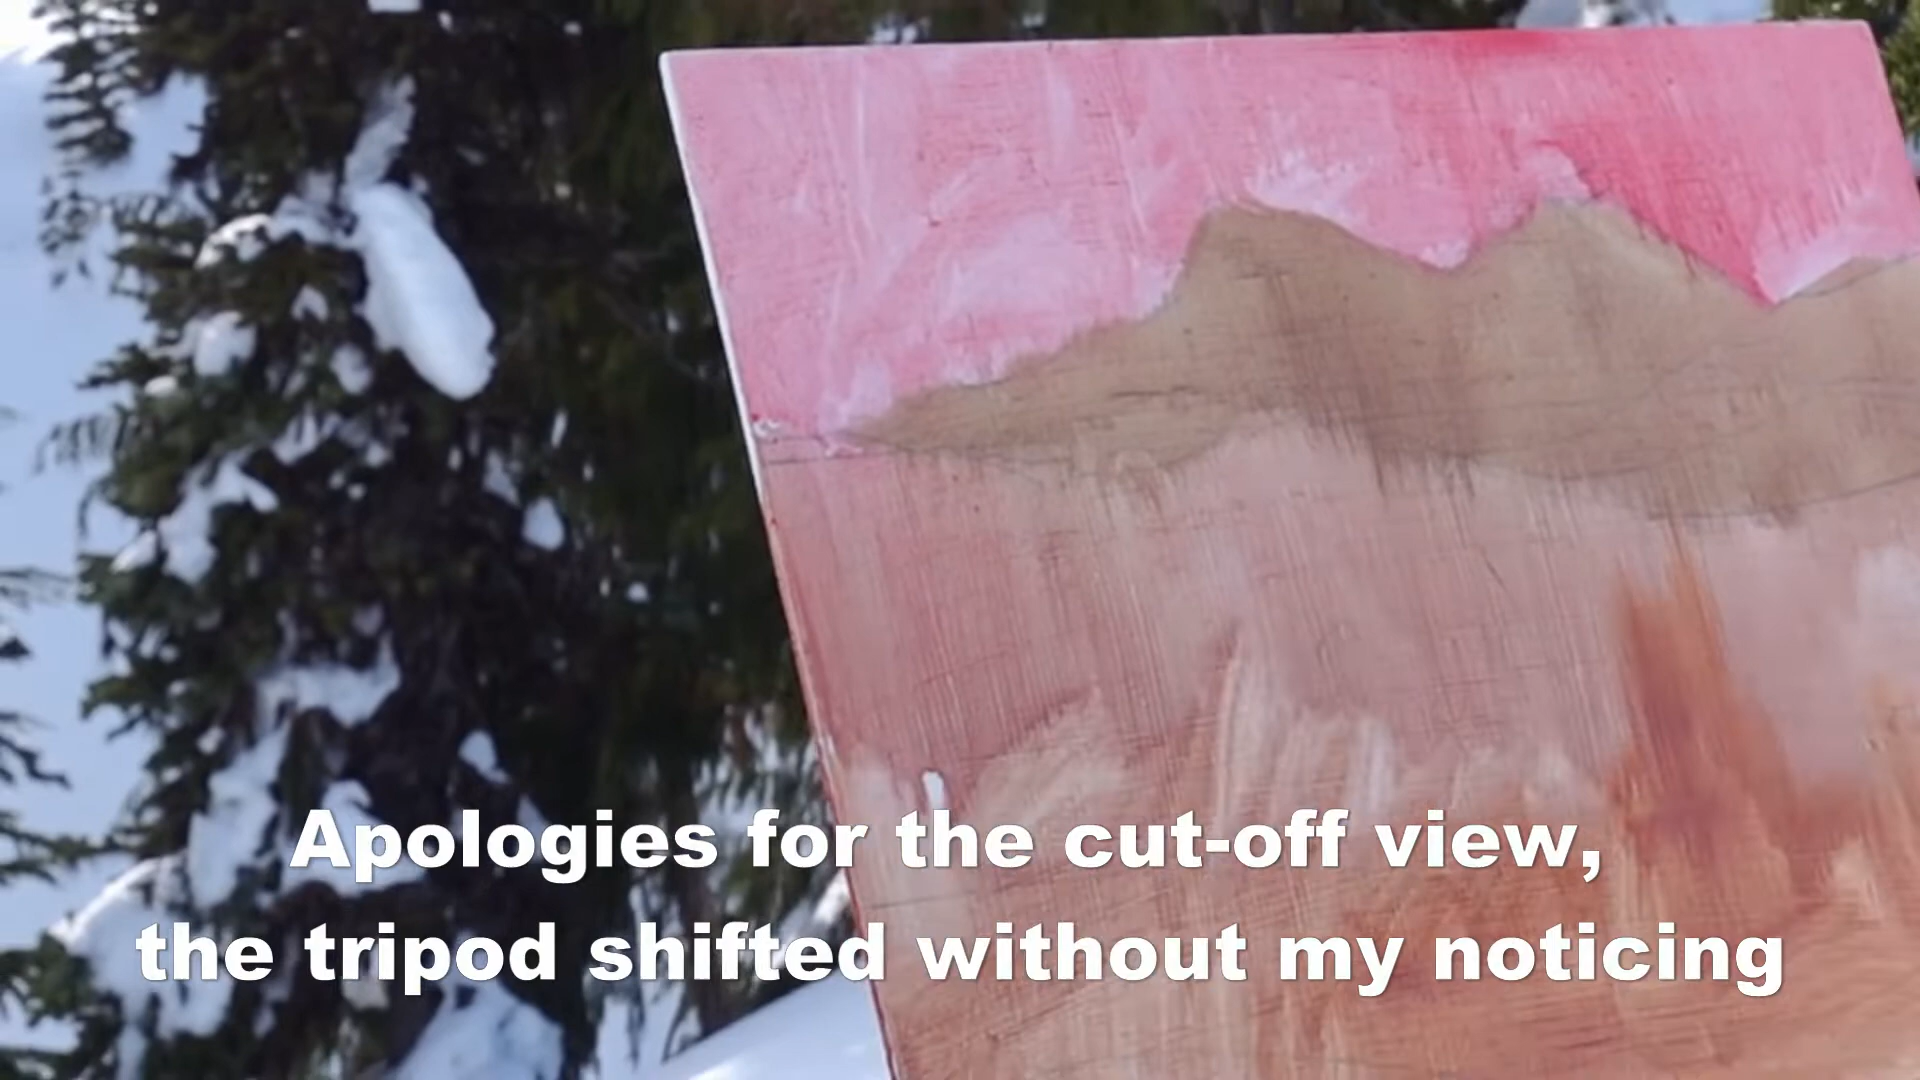 Apologies for the cut-off view,
the tripod shifted without my noticing